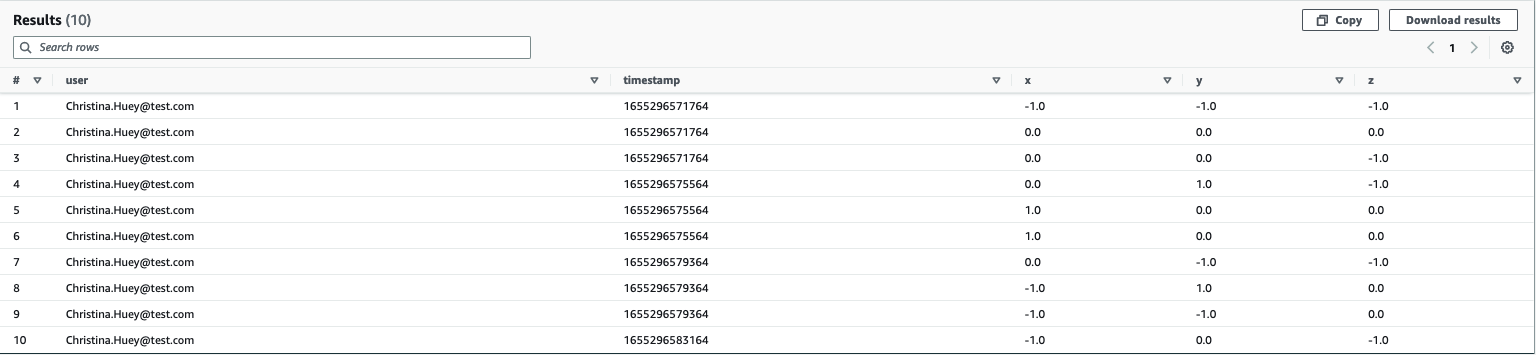 Results (10)
Copy
Download results
Search rows
1
# user timestamp x y z
1 Christina.Huey@test.com 1655296571764 -1.0 -1.0 -1.0
2 Christina.Huey@test.com 1655296571764 0.0 0.0 0.0
3 Christina.Huey@test.com 1655296571764 0.0 0.0 -1.0
4 Christina.Huey@test.com 1655296575564 0.0 1.0 -1.0
5 Christina.Huey@test.com 1655296575564 1.0 0.0 0.0
6 Christina.Huey@test.com 1655296575564 1.0 0.0 0.0
7 Christina.Huey@test.com 1655296579364 0.0 -1.0 -1.0
8 Christina.Huey@test.com 1655296579364 -1.0 1.0 0.0
9 Christina.Huey@test.com 1655296579364 -1.0 -1.0 0.0
10 Christina.Huey@test.com 1655296583164 -1.0 0.0 -1.0